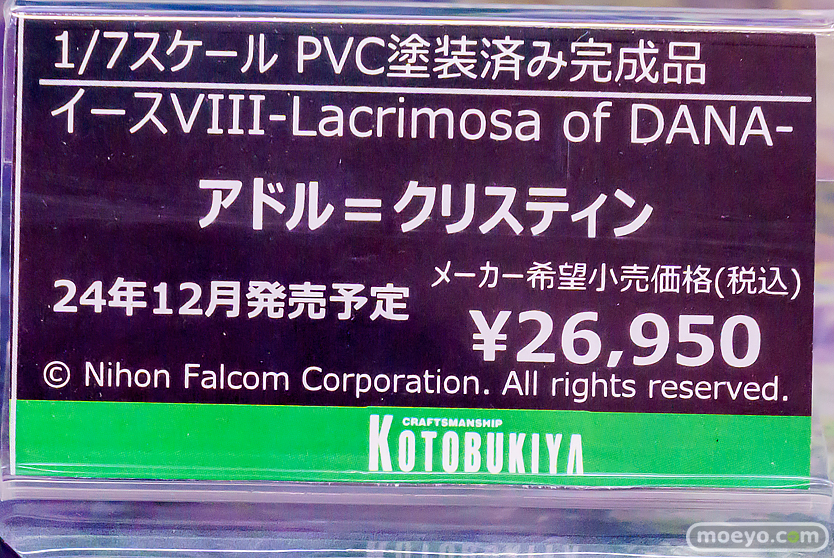 1/7スケール PVC塗装済み完成品
イースVIII-Lacrimosa of DANA-
アドル＝クリスティン
メーカー希望小売価格(税込)
24年12月発売予定
¥26,950
© Nihon Falcom Corporation. All rights reserved.
CRAFTSMANSHIP
KOTOBUKIYA
moeyo.com